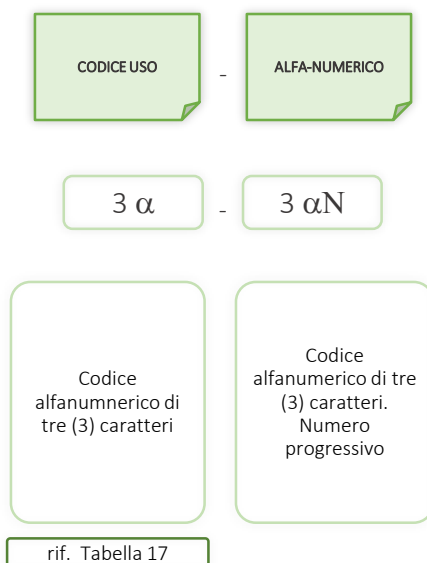 CODICE USO - ALFA-NUMERICO
3 α - 3 αN
Codice
alfanumnerico di
tre (3) caratteri
Codice
alfanumerico di tre
(3) caratteri.
Numero
progressivo
rif. Tabella 17